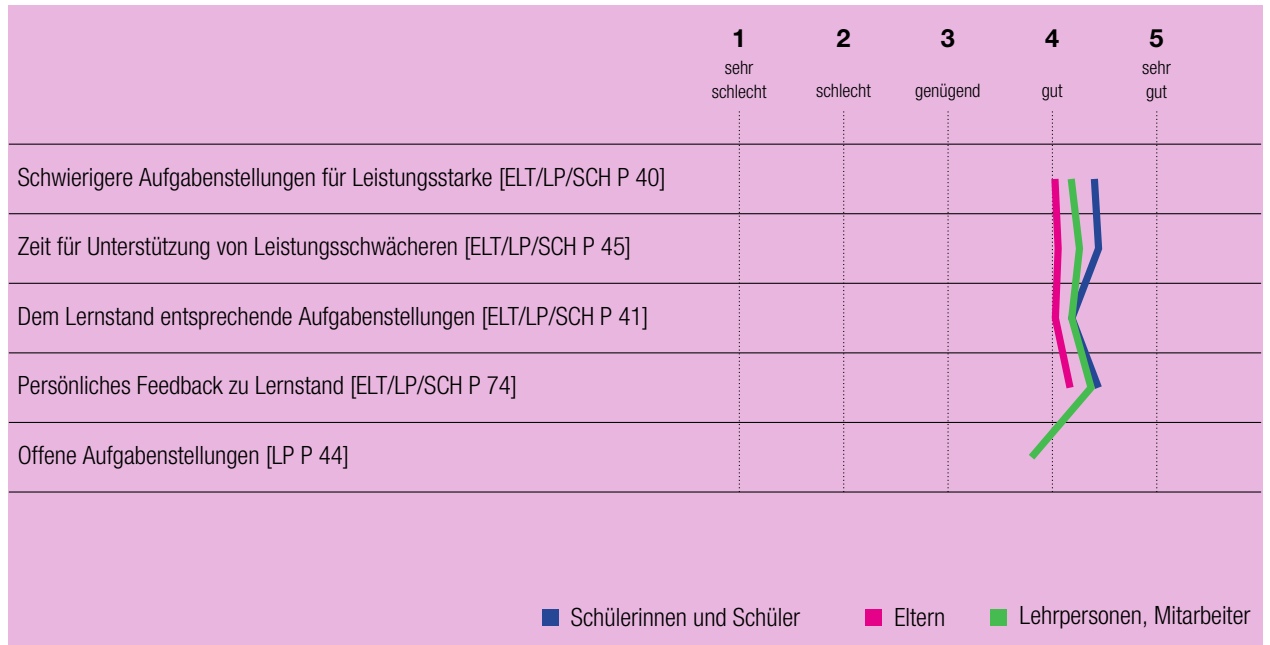 1 2 3 4 5
sehr sehr
schlecht schlecht genügend gut gut
Schwierigere Aufgabenstellungen für Leistungsstarke [ELT/LP/SCH P 40]
Zeit für Unterstützung von Leistungsschwächeren [ELT/LP/SCH P 45]
Dem Lernstand entsprechende Aufgabenstellungen [ELT/LP/SCH P 41]
Persönliches Feedback zu Lernstand [ELT/LP/SCH P 74]
Offene Aufgabenstellungen [LP P 44]
Schülerinnen und Schüler Eltern Lehrpersonen, Mitarbeiter